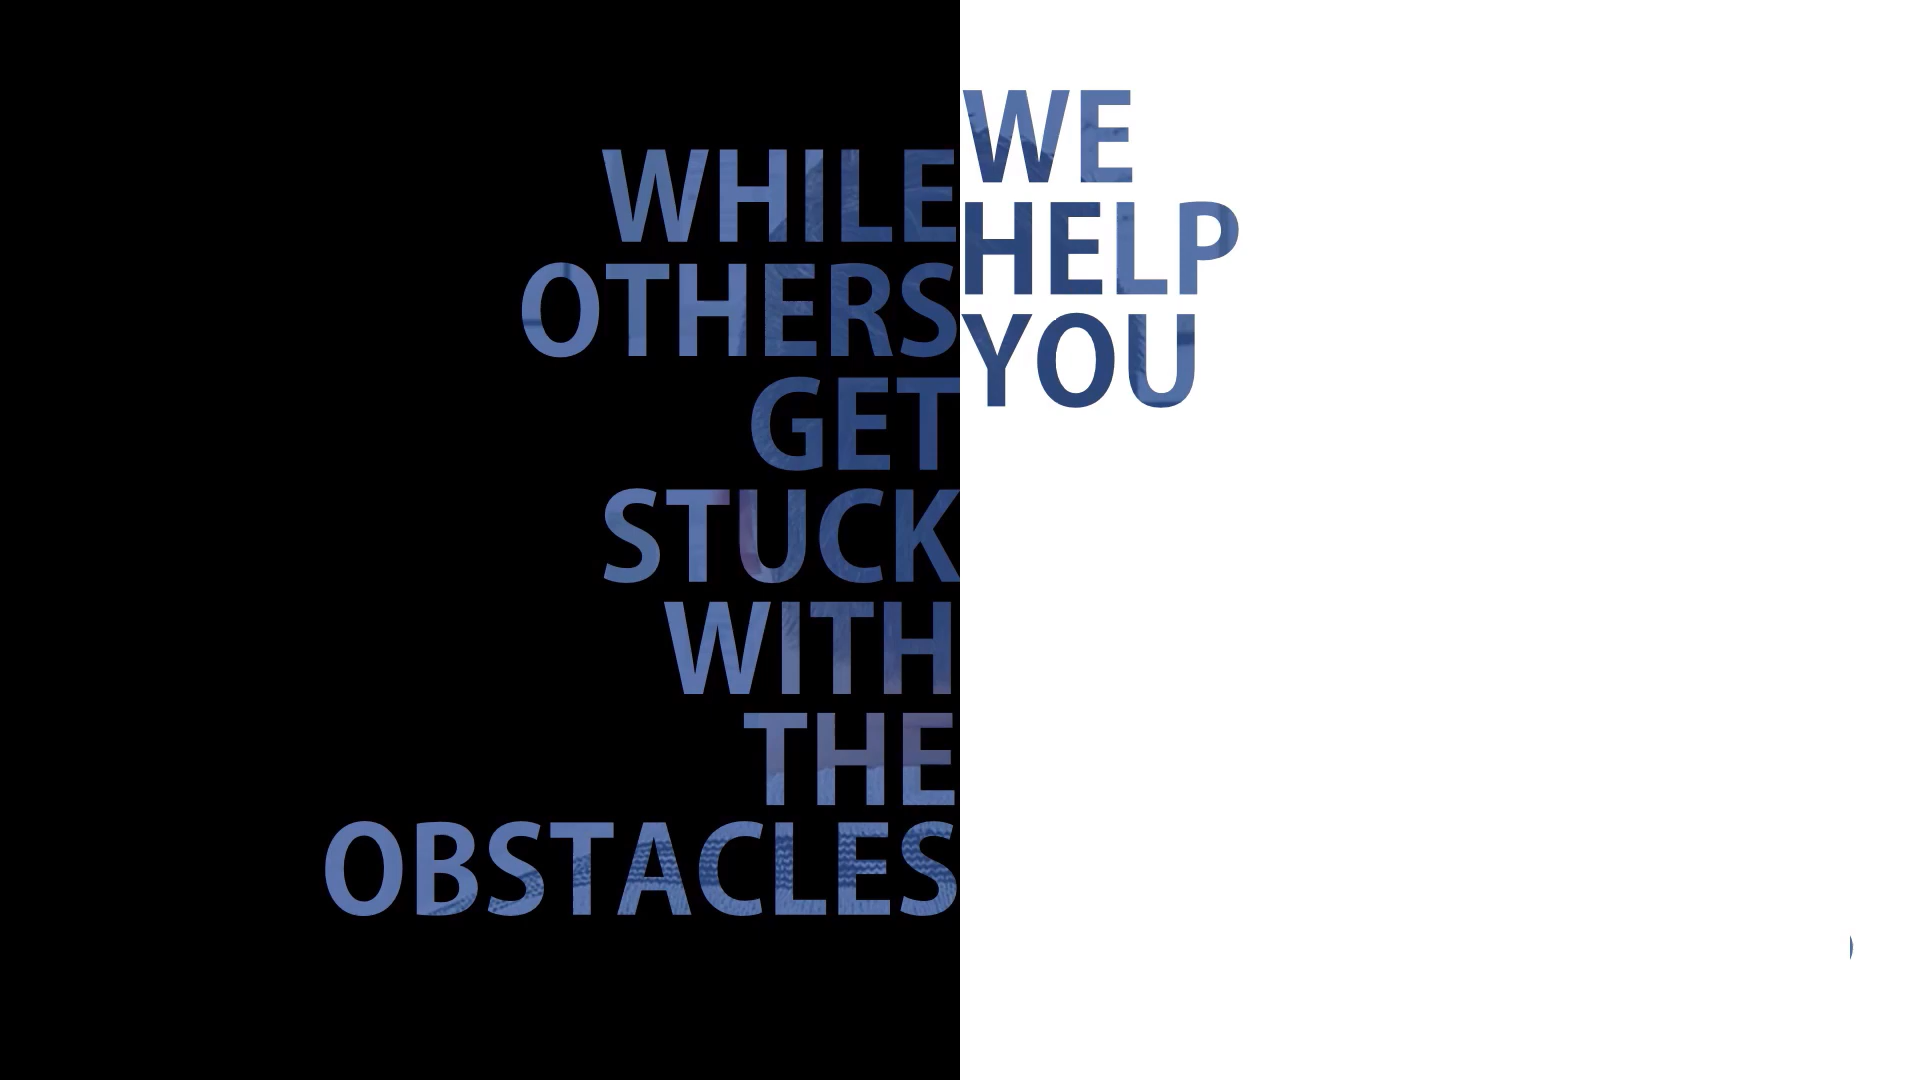 WHILE
OTHERS
GET
STUCK
WITH
THE
OBSTACLES
WE
HELP
YOU